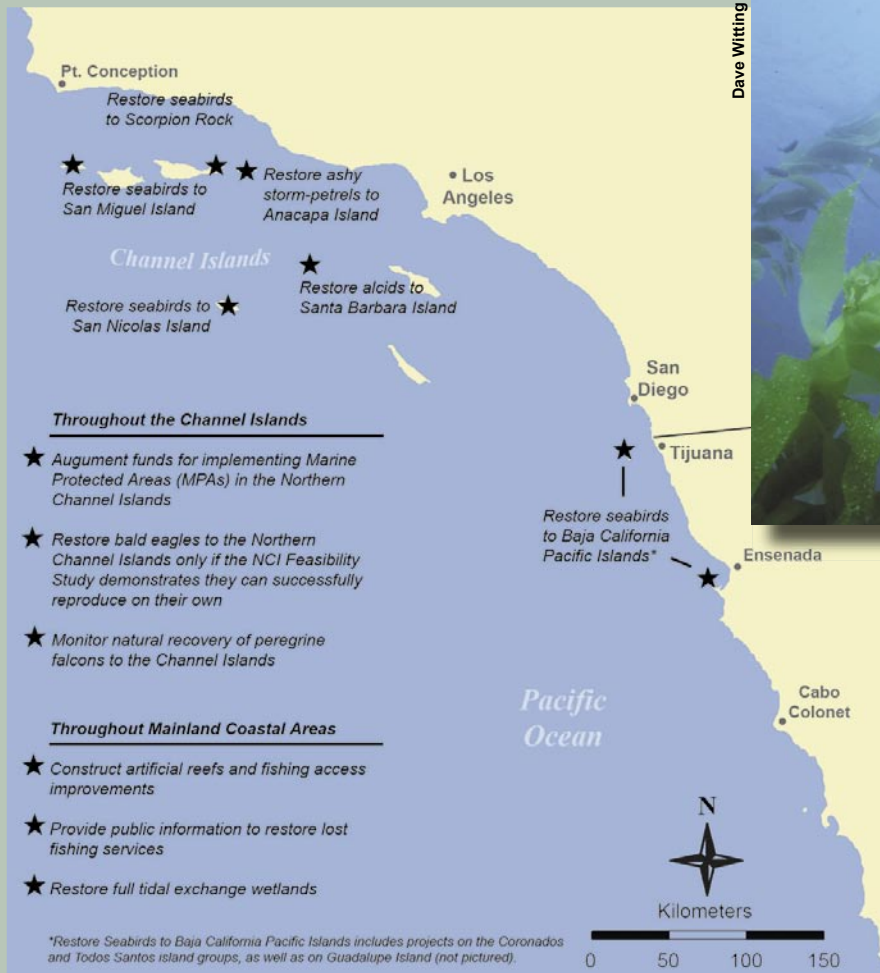 Dave Witting
Pt. Conception
Restore seabirds
to Scorpion Rock
Restore seabirds to
San Miguel Island
Restore ashy
storm-petrels to
Anacapa Island
Los
Angeles
Channel Islands
Restore alcids to
Santa Barbara Island
Restore seabirds to
San Nicolas Island
San
Diego
Tijuana
Restore seabirds
to Baja California
Pacific Islands*
Ensenada
Cabo
Colonet
Pacific
Ocean
Throughout the Channel Islands
Augument funds for implementing Marine
Protected Areas (MPAs) in the Northern
Channel Islands
Restore bald eagles to the Northern
Channel Islands only if the NCI Feasibility
Study demonstrates they can successfully
reproduce on their own
Monitor natural recovery of peregrine
falcons to the Channel Islands
Throughout Mainland Coastal Areas
Construct artificial reefs and fishing access
improvements
Provide public information to restore lost
fishing services
Restore full tidal exchange wetlands
N
Kilometers
0 50 100 150
*Restore Seabirds to Baja California Pacific Islands includes projects on the Coronados
and Todos Santos island groups, as well as on Guadalupe Island (not pictured).